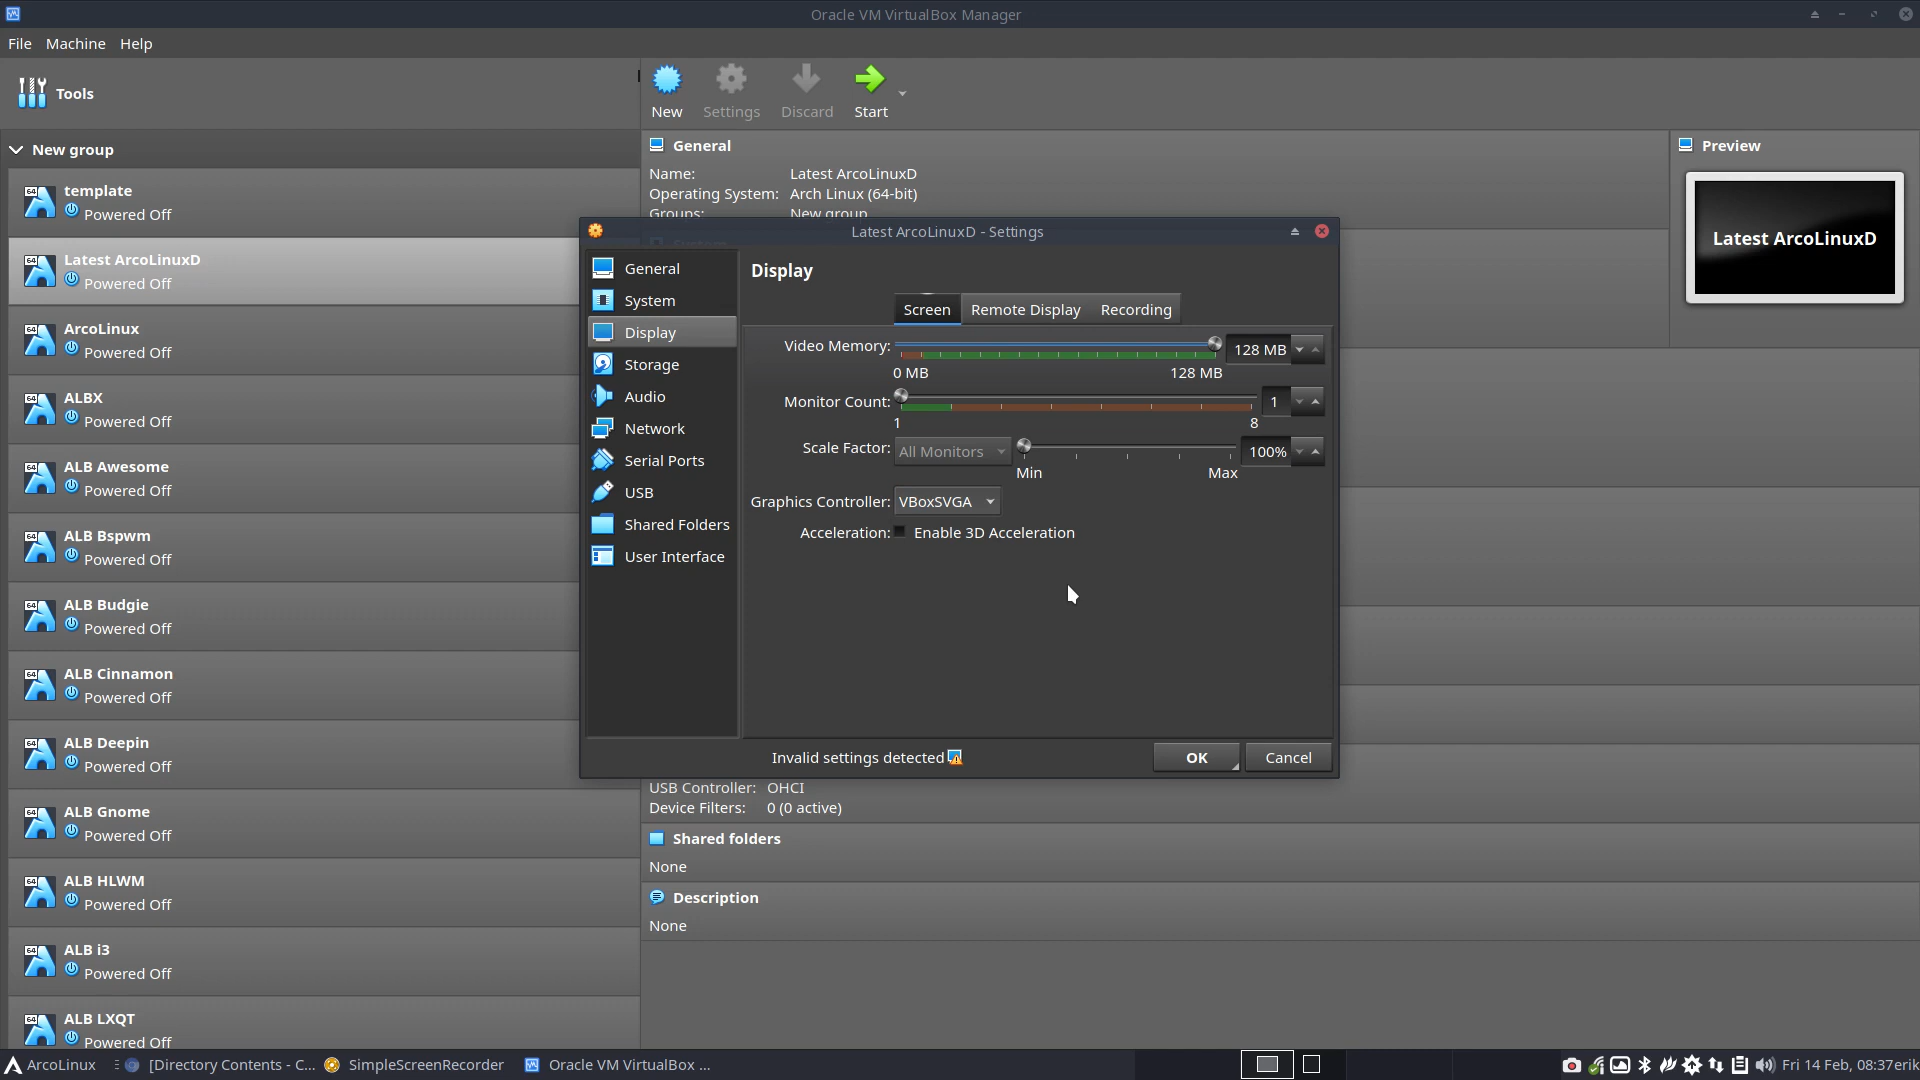 Oracle VM VirtualBox Manager
File Machine Help
Tools
New Settings Discard Start
New group
template
Powered Off
Latest ArcoLinuxD
Powered Off
ArcoLinux
Powered Off
ALBX
Powered Off
ALB Awesome
Powered Off
ALB Bspwm
Powered Off
ALB Budgie
Powered Off
ALB Cinnamon
Powered Off
ALB Deepin
Powered Off
ALB Gnome
Powered Off
ALB HLWM
Powered Off
ALB i3
Powered Off
ALB LXQT
Powered Off
General
Name: Latest ArcoLinuxD
Operating System: Arch Linux (64-bit)
Groups: New group
Preview
Latest ArcoLinuxD
Latest ArcoLinuxD - Settings
General
System
Display
Storage
Audio
Network
Serial Ports
USB
Shared Folders
User Interface
Display
Screen Remote Display Recording
Video Memory: 128 MB
0 MB 128 MB
Monitor Count: 1
1 8
Scale Factor: All Monitors 100%
Min Max
Graphics Controller: VBoxSVGA
Acceleration: Enable 3D Acceleration
Invalid settings detected OK Cancel
USB Controller: OHCI
Device Filters: 0 (0 active)
Shared folders
None
Description
None
ArcoLinux [Directory Contents - C... SimpleScreenRecorder Oracle VM VirtualBox ... Fri 14 Feb, 08:37erik